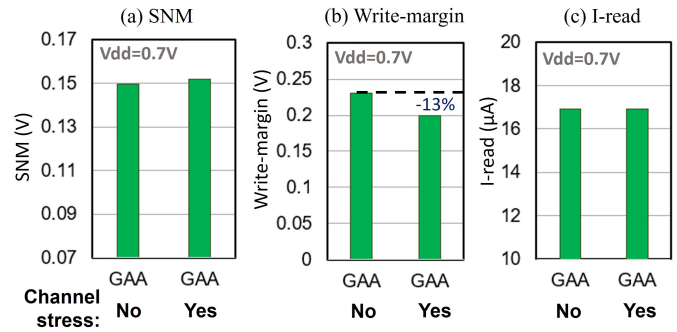 (a) SNM
(b) Write-margin
(c) I-read
SNM (V)
0.17
0.15
0.13
0.11
0.09
0.07
Vdd=0.7V
GAA
GAA
Write-margin (V)
0.3
0.25
0.2
0.15
0.1
0.05
0
Vdd=0.7V
-13%
GAA
GAA
I-read (µA)
20
18
16
14
12
10
Vdd=0.7V
GAA
GAA
Channel
stress:
No
Yes
No
Yes
No
Yes